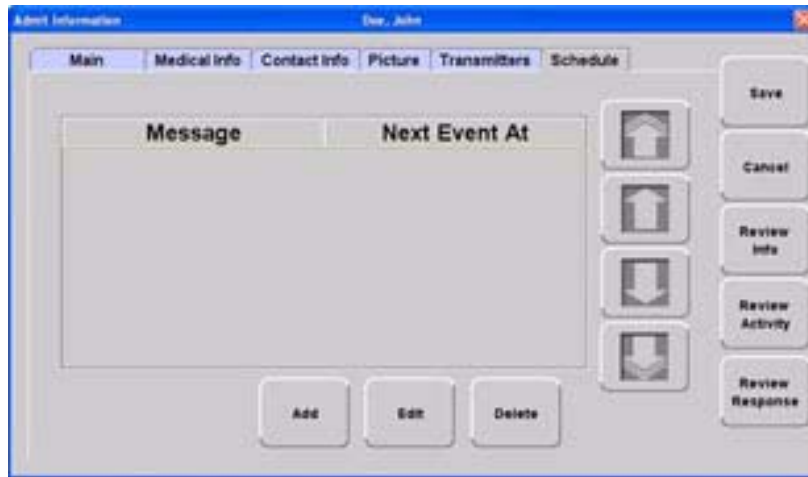 Admit Information Doe, John
Main Medical Info Contact Info Picture Transmitters Schedule
Message Next Event At
Add Edit Delete
Save
Cancel
Review
Info
Review
Activity
Review
Response